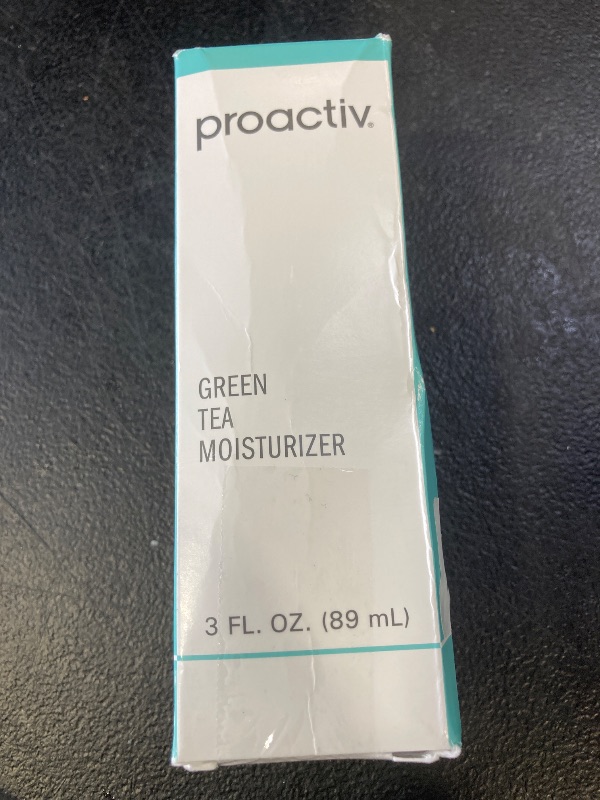 proactiv®
GREEN
TEA
MOISTURIZER
3 FL. OZ. (89 mL)